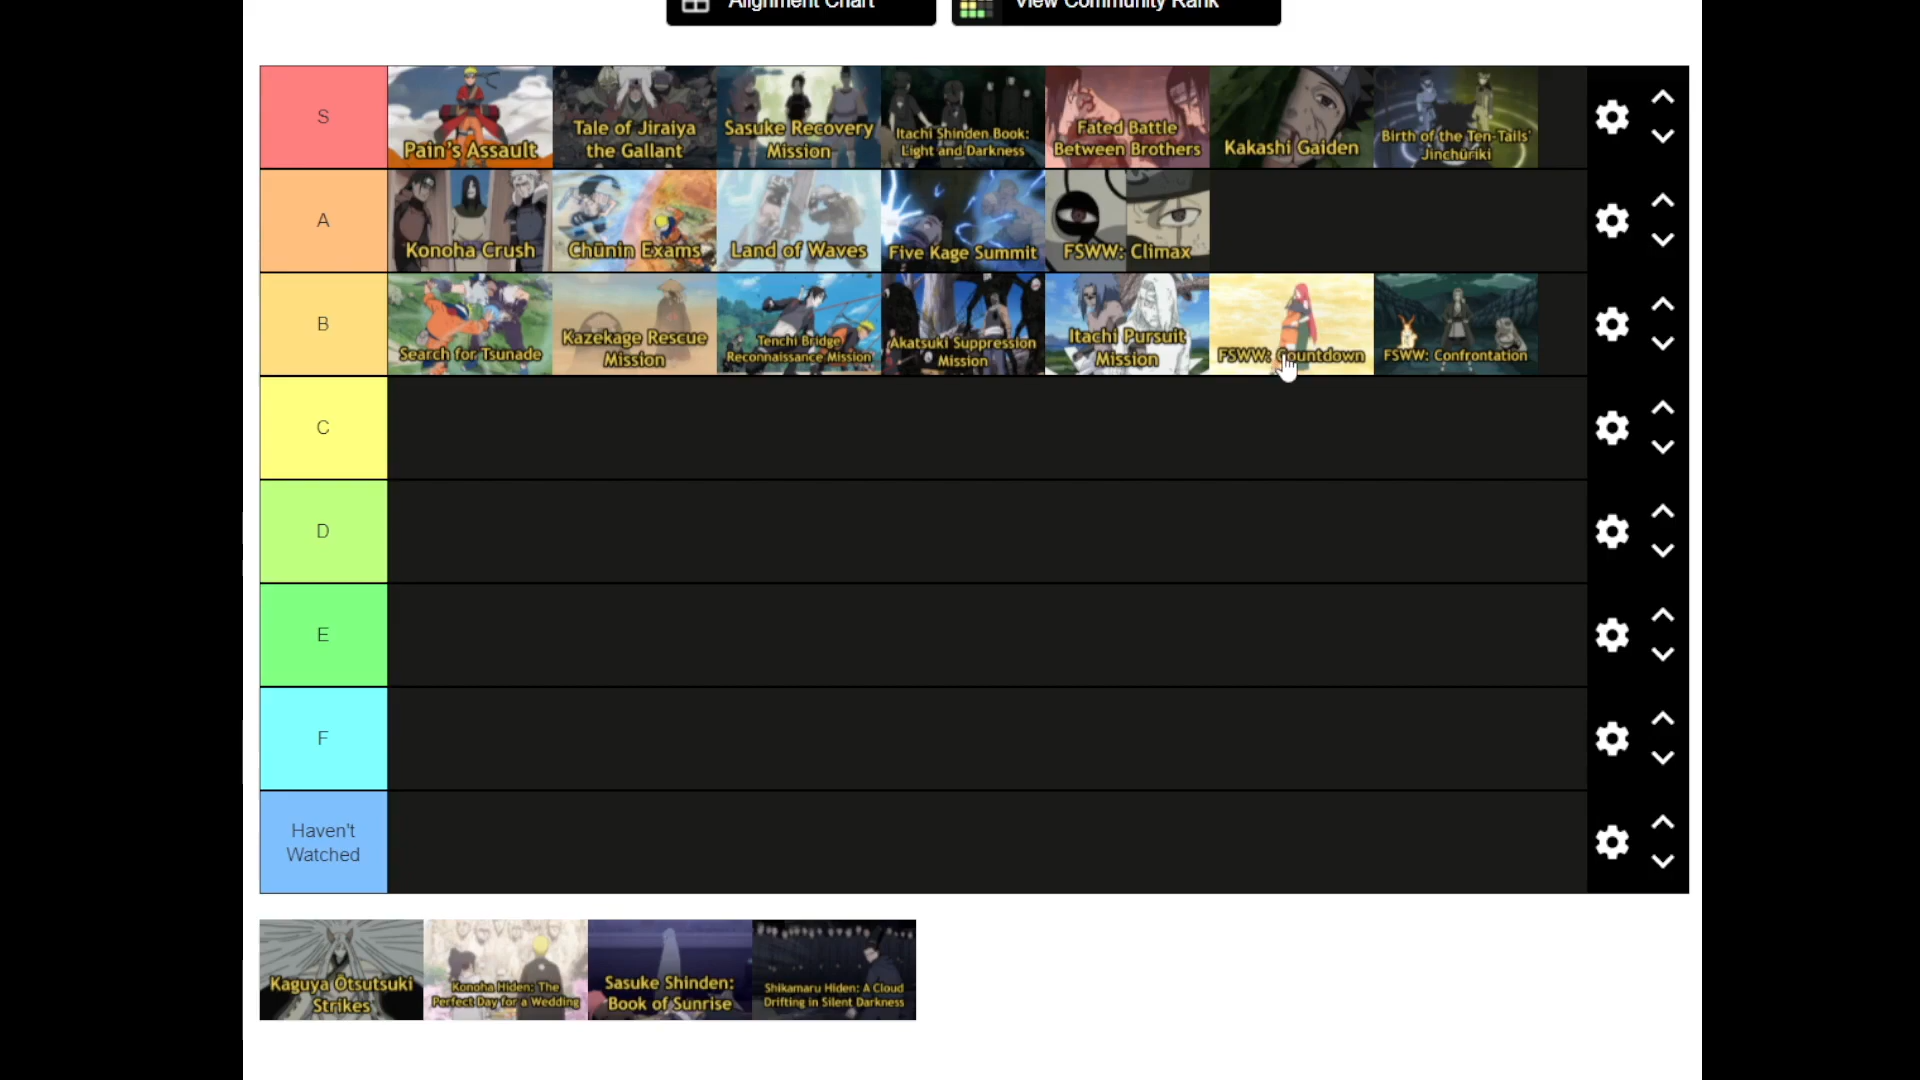 Alignment Chart
View Community Rank
S
Pain's Assault
Tale of Jiraiya
the Gallant
Sasuke Recovery
Mission
Itachi Shinden Book:
Light and Darkness
Fated Battle
Between Brothers
Kakashi Gaiden
Birth of the Ten-Tails'
Jinchūriki
A
Konoha Crush
Chūnin Exams
Land of Waves
Five Kage Summit
FSWW: Climax
B
Search for Tsunade
Kazekage Rescue
Mission
Tenchi Bridge
Reconnaissance Mission
Akatsuki Suppression
Mission
Itachi Pursuit
Mission
FSWW: Countdown
FSWW: Confrontation
C
D
E
F
Haven't
Watched
Kaguya Ōtsutsuki
Strikes
Konoha Hiden: The
Perfect Day for a Wedding
Sasuke Shinden:
Book of Sunrise
Shikamaru Hiden: A Cloud
Drifting in Silent Darkness